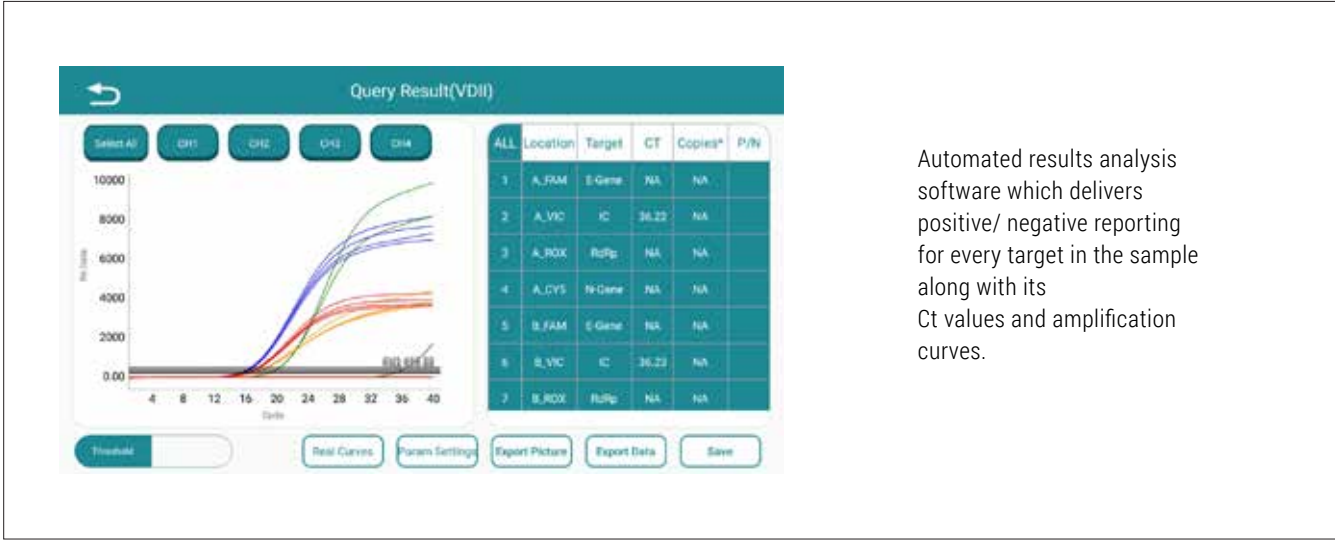 Query Result(VDII)
Select All CH1 CH2 CH3 CH4
10000
8000
6000
4000
2000
0.00
4 8 12 16 20 24 28 32 36 40
Cycle
ALL Location Target CT Copies* P/N
1 A_FAM E-Gene NA NA
2 A_VIC IC 36.22 NA
3 A_ROX RdRp NA NA
4 A_CY5 N-Gene NA NA
5 B_FAM E-Gene NA NA
6 B_VIC IC 36.23 NA
7 B_ROX RdRp NA NA
Threshold
Real Curves Param Settings Export Picture Export Data Save
Automated results analysis
software which delivers
positive/ negative reporting
for every target in the sample
along with its
Ct values and amplification
curves.